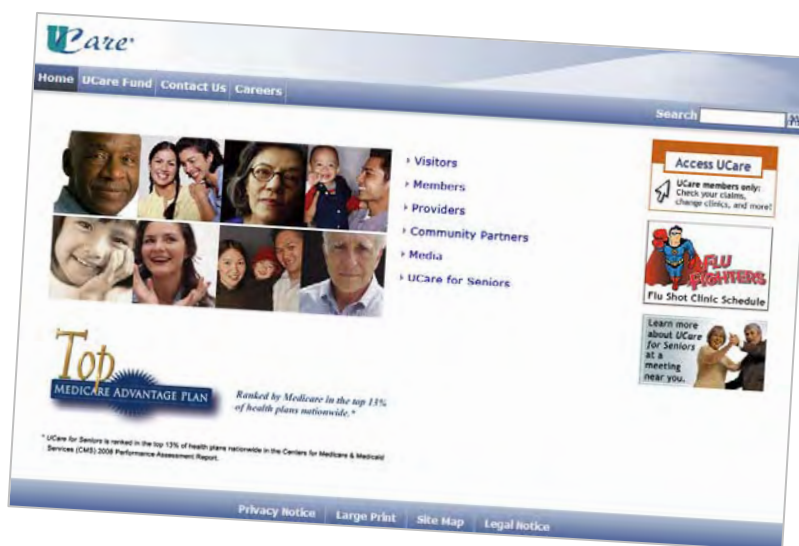 UCare
Home UCare Fund Contact Us Careers
Search
Visitors
Members
Providers
Community Partners
Media
UCare for Seniors
Access UCare
UCare members only:
Check your claims,
change clinics, and more!
FLU
FIGHTERS
Flu Shot Clinic Schedule
Learn more
about UCare
for Seniors
at a
meeting
near you.
Top
MEDICARE ADVANTAGE PLAN
Ranked by Medicare in the top 13%
of health plans nationwide.*
* UCare for Seniors is ranked in the top 13% of health plans nationwide in the Centers for Medicare & Medicaid
Services (CMS) 2008 Performance Assessment Report.
Privacy Notice Large Print Site Map Legal Notice